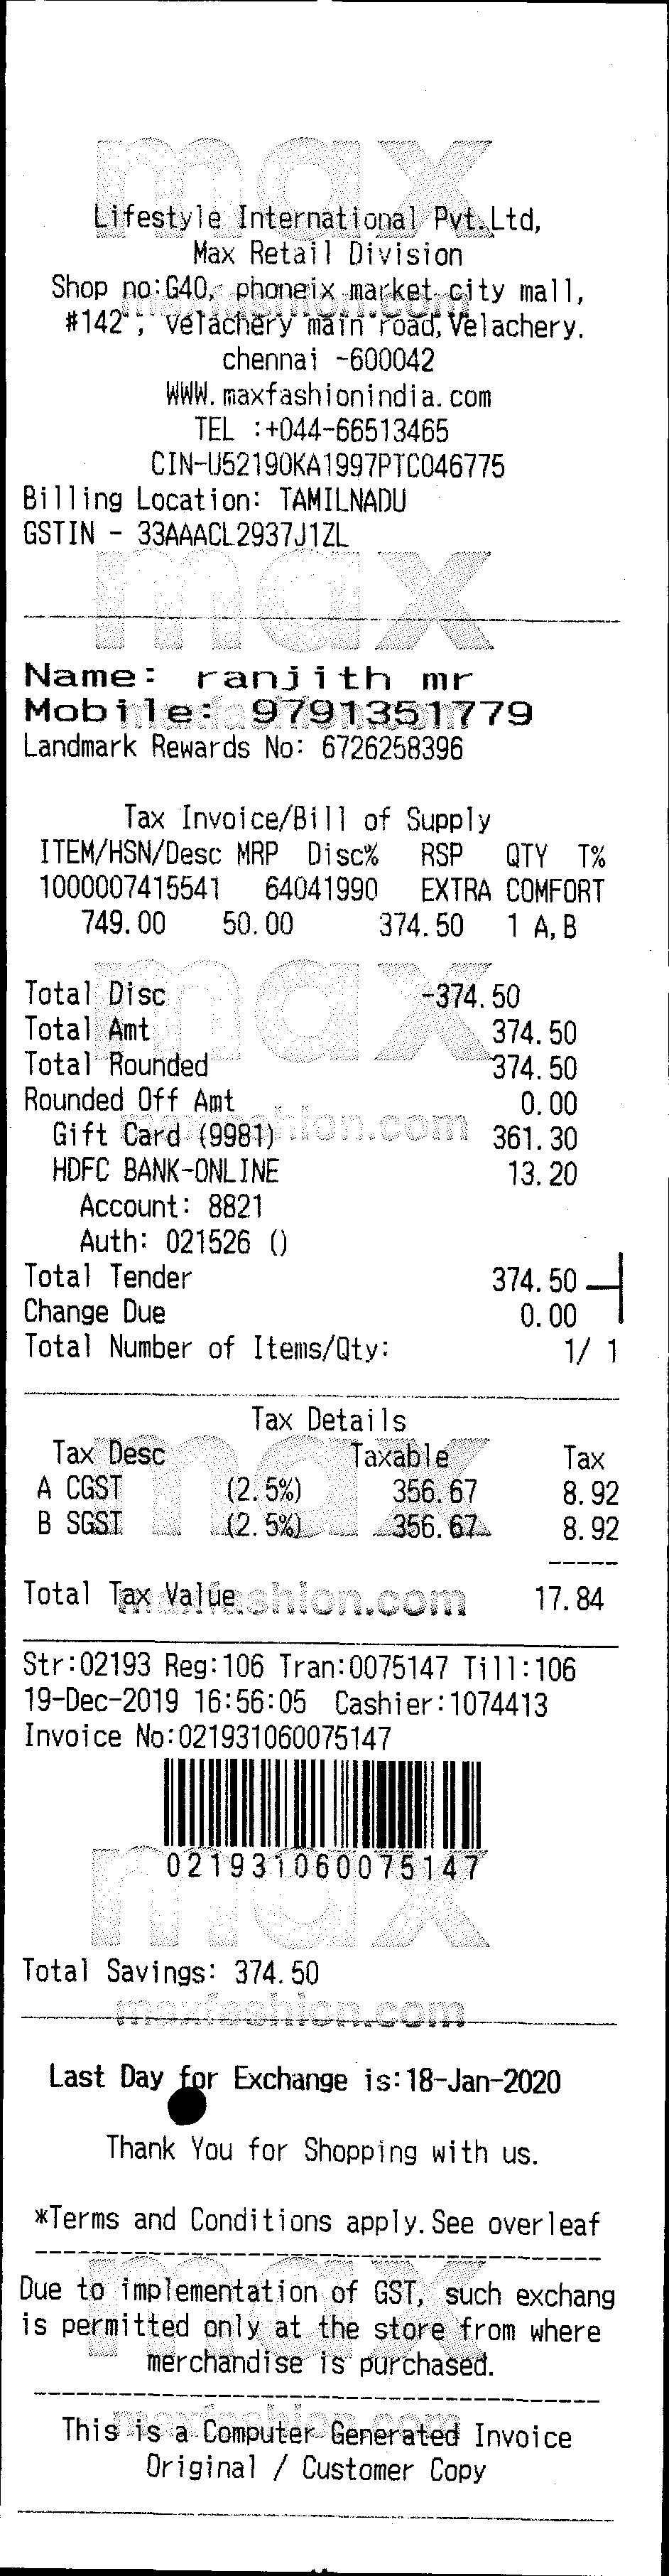 max
Lifestyle International Pvt.Ltd,
Max Retail Division
Shop no:G40, phoneix market city mall,
#142 , velachery main road,Velachery.
chennai -600042
WWW.maxfashionindia.com
TEL :+044-66513465
CIN-U52190KA1997PTC046775
Billing Location: TAMILNADU
GSTIN - 33AAACL2937J1ZL
max
Name: ranjith mr
Mobile: 9791351779
Landmark Rewards No: 6726258396
Tax Invoice/Bill of Supply
ITEM/HSN/Desc MRP Disc% RSP QTY T%
1000007415541 64041990 EXTRA COMFORT
749.00 50.00 374.50 1 A,B
max
Total Disc -374.50
Total Amt 374.50
Total Rounded 374.50
Rounded Off Amt 0.00
Gift Card (9981) 361.30
HDFC BANK-ONLINE 13.20
Account: 8821
Auth: 021526 ()
Total Tender 374.50
Change Due 0.00
Total Number of Items/Qty: 1/ 1
Tax Details
Tax Desc Taxable Tax
A CGST (2.5%) 356.67 8.92
B SGST (2.5%) 356.67 8.92
Total Tax Value 17.84
Str:02193 Reg:106 Tran:0075147 Till:106
19-Dec-2019 16:56:05 Cashier:1074413
Invoice No:021931060075147
021931060075147
max
Total Savings: 374.50
maxfashion.com
Last Day for Exchange is:18-Jan-2020
Thank You for Shopping with us.
*Terms and Conditions apply.See overleaf
Due to implementation of GST, such exchang
is permitted only at the store from where
merchandise is purchased.
This is a Computer Generated Invoice
Original / Customer Copy